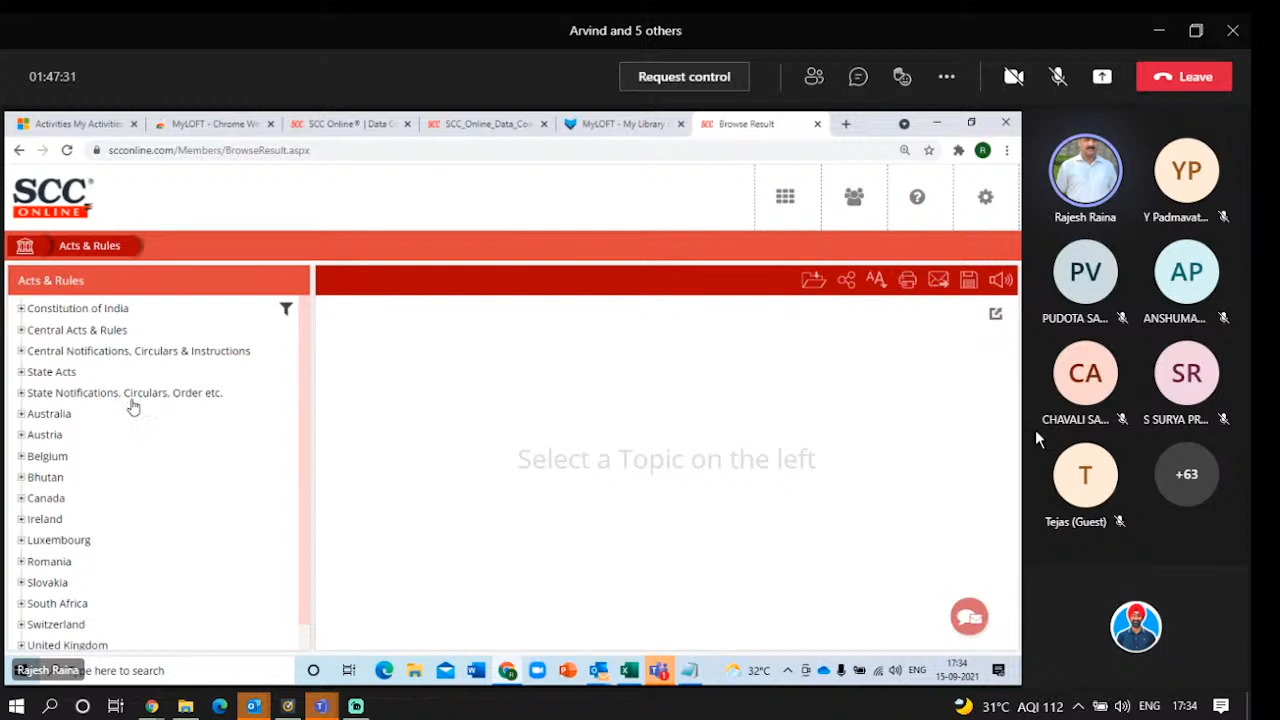 Arvind and 5 others
01:47:31
Request control
Leave
Activities My Activitie
MyLOFT - Chrome We
SCC Online® | Data C
SCC_Online_Data_Cov
MyLOFT - My Library
SCC Browse Result
scconline.com/Members/BrowseResult.aspx
R
SCC®
ONLINE
Acts & Rules
Acts & Rules
Constitution of India
Central Acts & Rules
Central Notifications, Circulars & Instructions
State Acts
State Notifications, Circulars, Order etc.
Australia
Austria
Belgium
Bhutan
Canada
Ireland
Luxembourg
Romania
Slovakia
South Africa
Switzerland
United Kingdom
Select a Topic on the left
Rajesh Raina
YP
Y Padmavat...
PV
PUDOTA SA...
AP
ANSHUMA...
CA
CHAVALI SA...
SR
S SURYA PR...
T
Tejas (Guest)
+63
Rajesh Raina
pe here to search
32°C
ENG
17:34
15-09-2021
31°C AQI 112
ENG
17:34